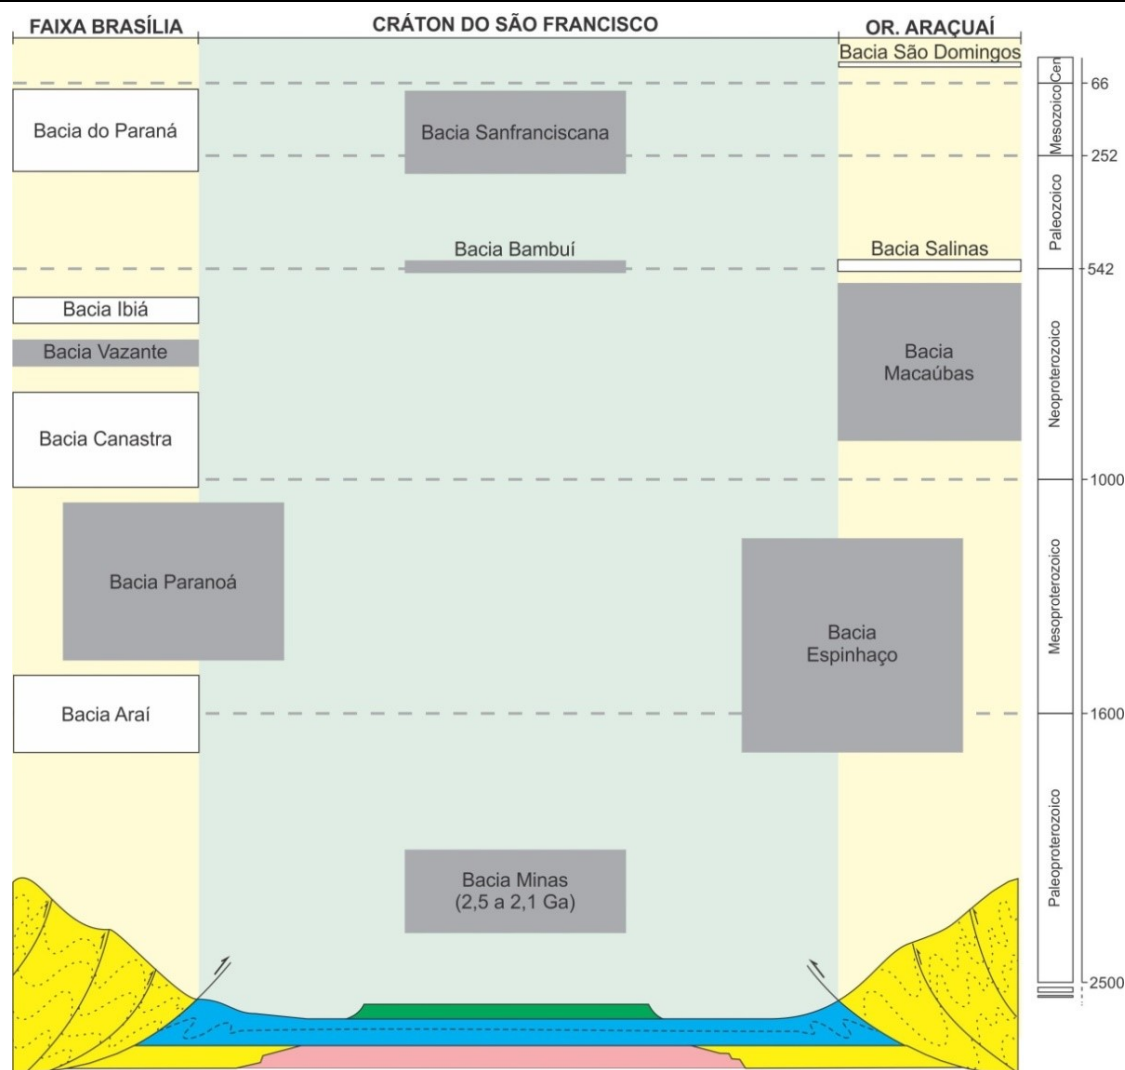 FAIXA BRASÍLIA
CRÁTON DO SÃO FRANCISCO
OR. ARAÇUAÍ
Bacia São Domingos
Cen
66
Bacia do Paraná
Bacia Sanfranciscana
Mesozoico
252
Paleozoico
Bacia Bambuí
Bacia Salinas
542
Bacia Ibiá
Bacia Vazante
Bacia
Macaúbas
Neoproterozoico
Bacia Canastra
1000
Bacia Paranoá
Mesoproterozoico
Bacia
Espinhaço
Bacia Araí
1600
Paleoproterozoico
Bacia Minas
(2,5 a 2,1 Ga)
2500